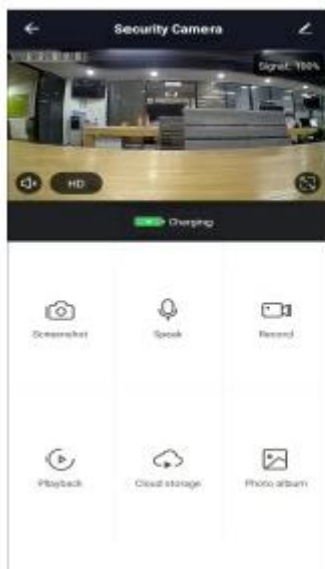 Security Camera
Signal: 100%
HD
Charging
Screenshot
Speak
Record
Playback
Cloud storage
Photo album